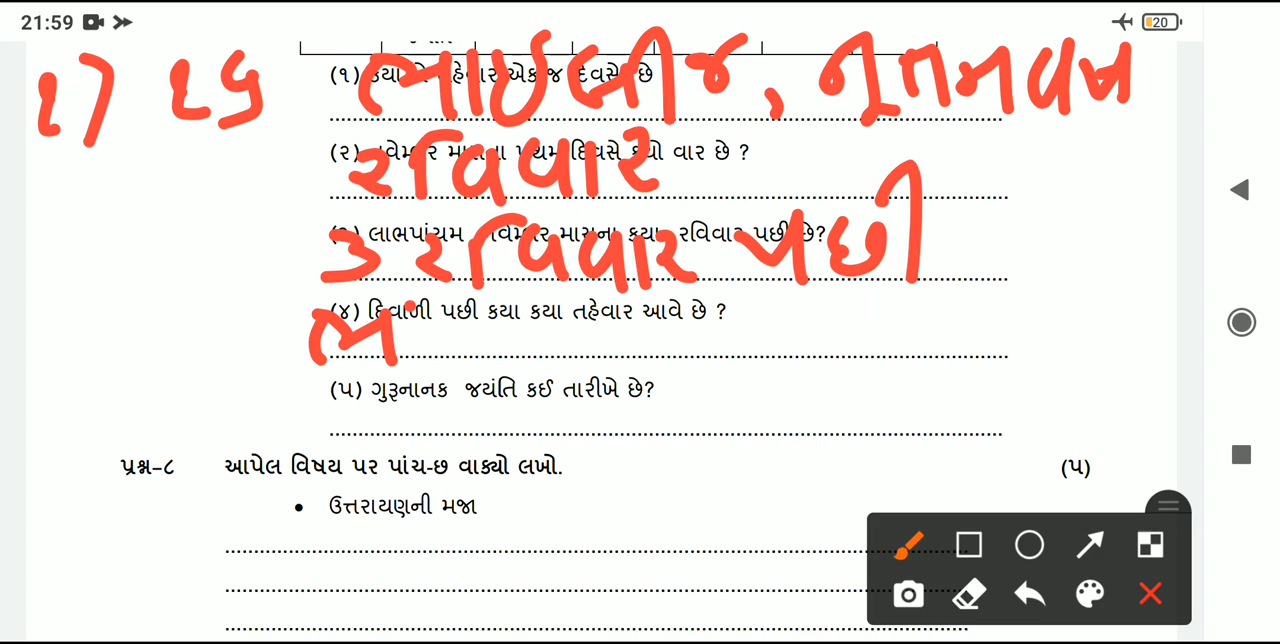 21:59 20
(૧) કયા બે તહેવાર એક જ દિવસે છે
૧) ૨૬ ભાઈબીજ, નૂતનવર્ષ
(૨) નવેમ્બર માસના પ્રથમ દિવસે કયો વાર છે ?
રવિવાર
(૩) લાભપાંચમ નવેમ્બર માસના કયા રવિવાર પછી છે?
૩ રવિવાર પછી
(૪) દિવાળી પછી કયા કયા તહેવાર આવે છે ?
(૫) ગુરૂનાનક જયંતિ કઈ તારીખે છે?
પ્રશ્ન-૮ આપેલ વિષય પર પાંચ-છ વાક્યો લખો. (૫)
• ઉત્તરાયણની મજા